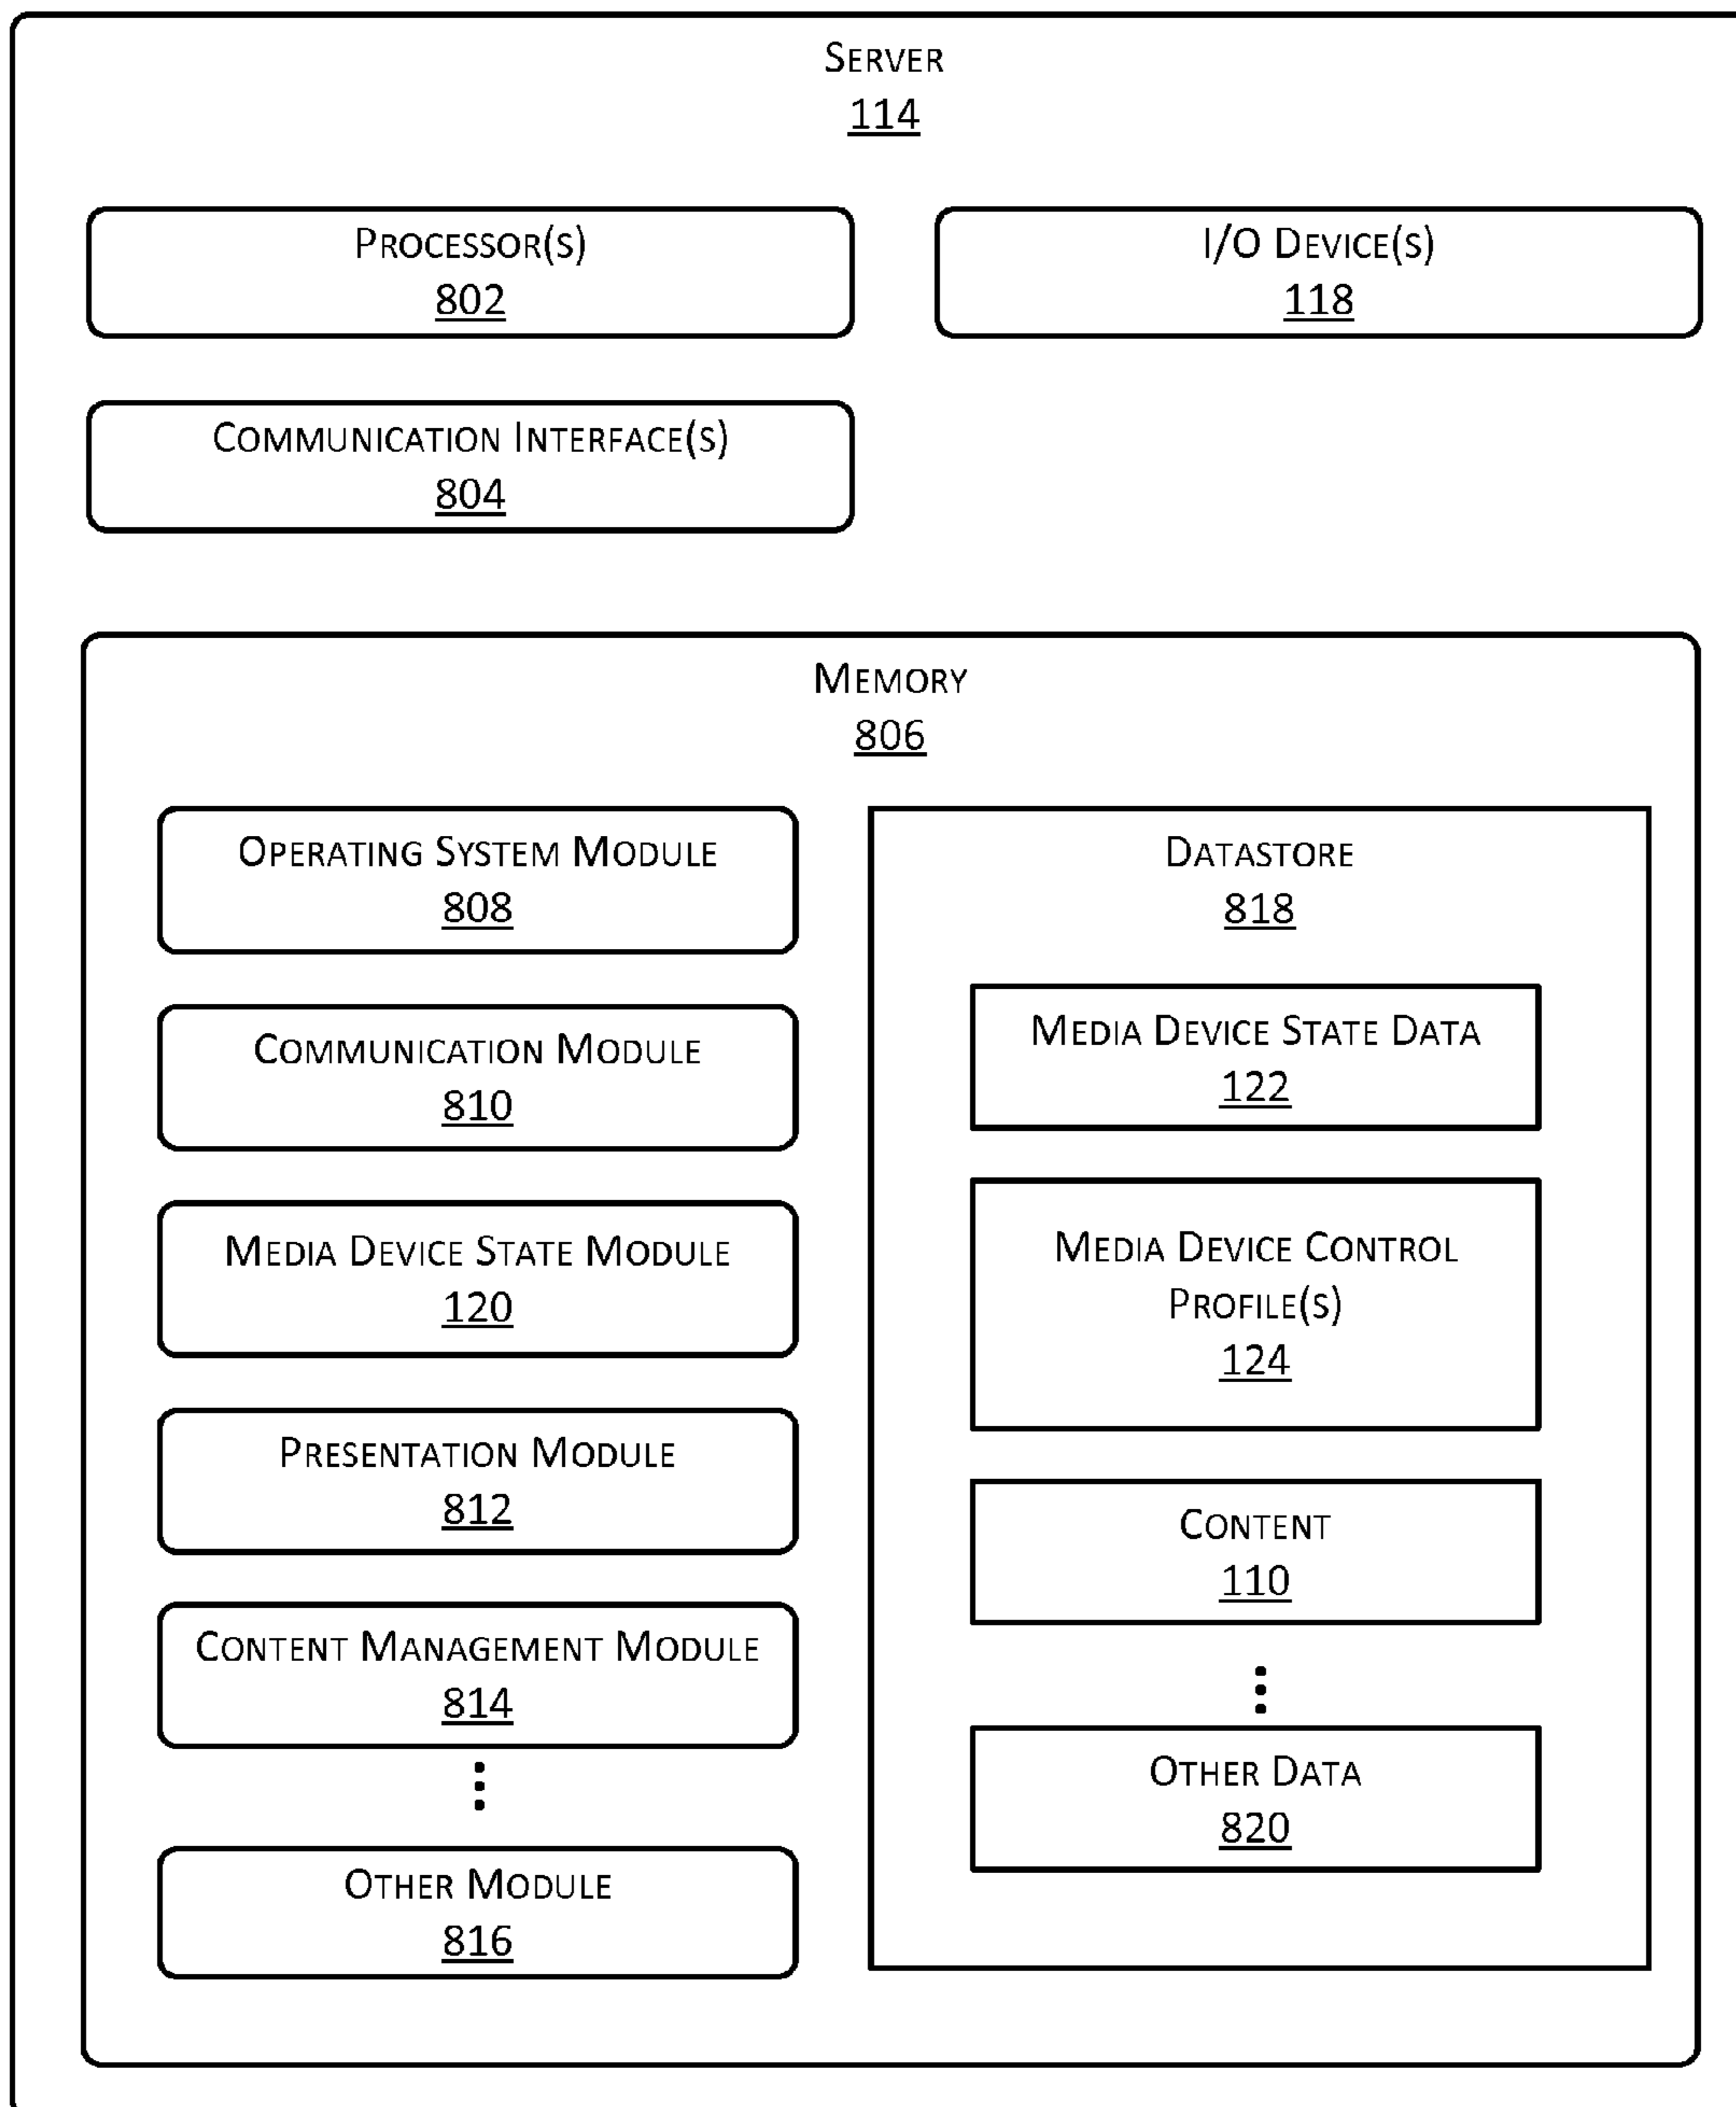 SERVER
114
PROCESSOR(S)
802
I/O DEVICE(S)
118
COMMUNICATION INTERFACE(S)
804
MEMORY
806
OPERATING SYSTEM MODULE
808
COMMUNICATION MODULE
810
MEDIA DEVICE STATE MODULE
120
PRESENTATION MODULE
812
CONTENT MANAGEMENT MODULE
814
OTHER MODULE
816
DATASTORE
818
MEDIA DEVICE STATE DATA
122
MEDIA DEVICE CONTROL
PROFILE(S)
124
CONTENT
110
OTHER DATA
820